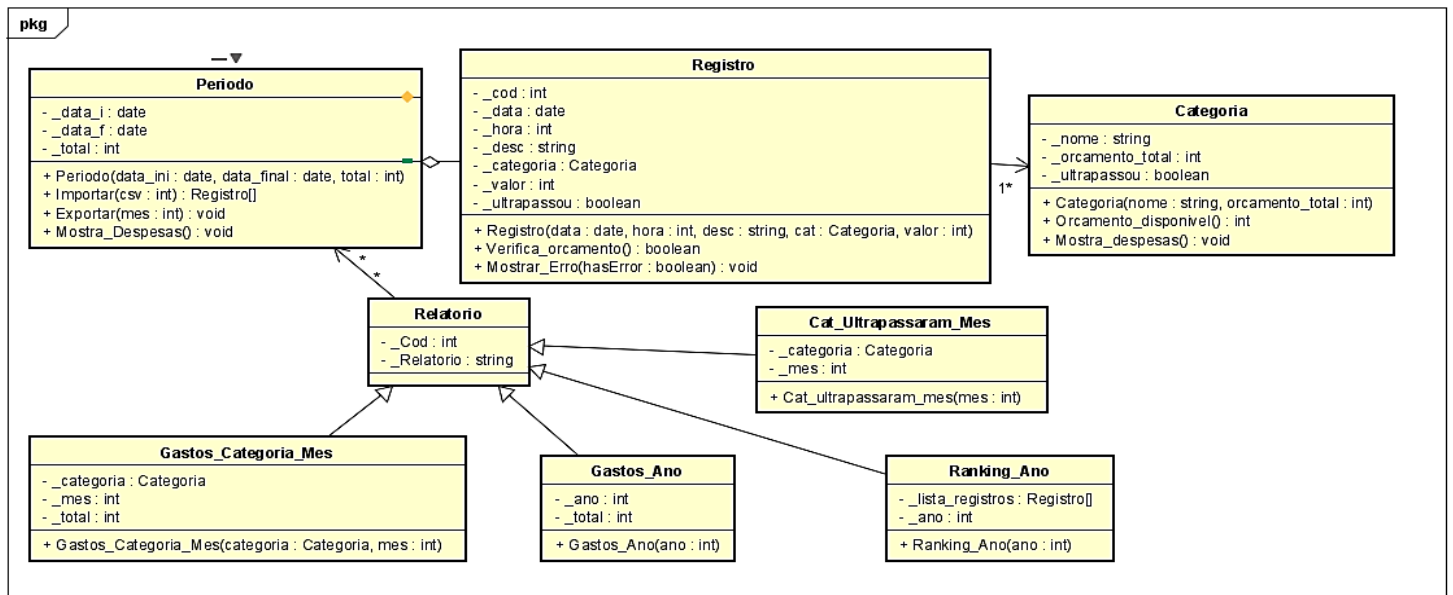 pkg
Periodo
- _data_i : date
- _data_f : date
- _total : int
+ Periodo(data_ini : date, data_final : date, total : int)
+ Importar(csv : int) : Registro[]
+ Exportar(mes : int) : void
+ Mostra_Despesas() : void
Registro
- _cod : int
- _data : date
- _hora : int
- _desc : string
- _categoria : Categoria
- _valor : int
- _ultrapassou : boolean
+ Registro(data : date, hora : int, desc : string, cat : Categoria, valor : int)
+ Verifica_orcamento() : boolean
+ Mostrar_Erro(hasError : boolean) : void
1*
Categoria
- _nome : string
- _orcamento_total : int
- _ultrapassou : boolean
+ Categoria(nome : string, orcamento_total : int)
+ Orcamento_disponivel() : int
+ Mostra_despesas() : void
*
*
Relatorio
- _Cod : int
- _Relatorio : string
Cat_Ultrapassaram_Mes
- _categoria : Categoria
- _mes : int
+ Cat_ultrapassaram_mes(mes : int)
Gastos_Categoria_Mes
- _categoria : Categoria
- _mes : int
- _total : int
+ Gastos_Categoria_Mes(categoria : Categoria, mes : int)
Gastos_Ano
- _ano : int
- _total : int
+ Gastos_Ano(ano : int)
Ranking_Ano
- _lista_registros : Registro[]
- _ano : int
+ Ranking_Ano(ano : int)